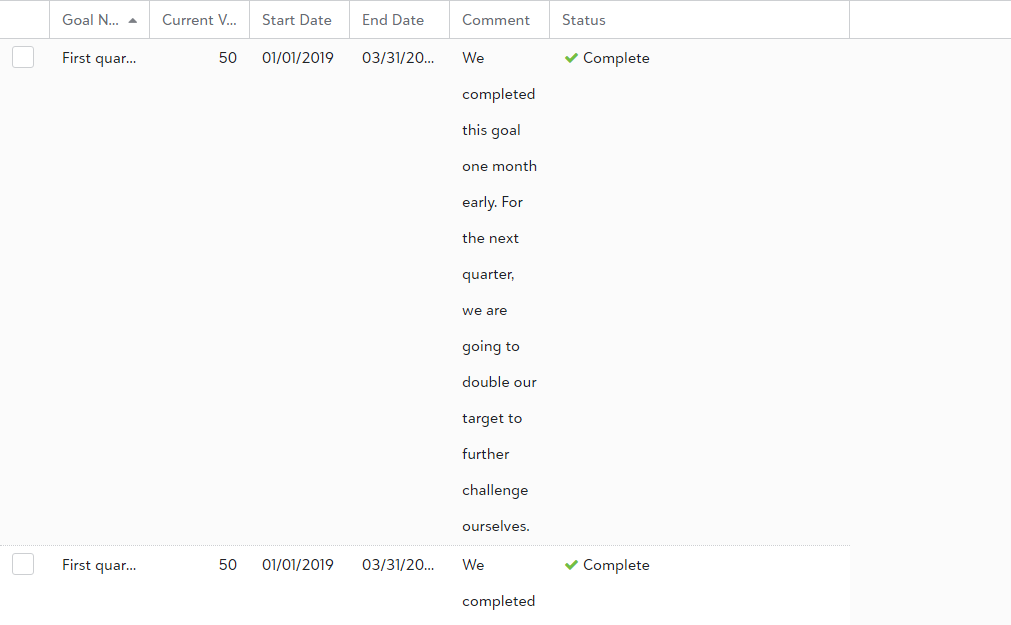 Goal N... Current V... Start Date End Date Comment Status
First quar... 50 01/01/2019 03/31/20... We Complete
completed
this goal
one month
early. For
the next
quarter,
we are
going to
double our
target to
further
challenge
ourselves.
First quar... 50 01/01/2019 03/31/20... We Complete
completed